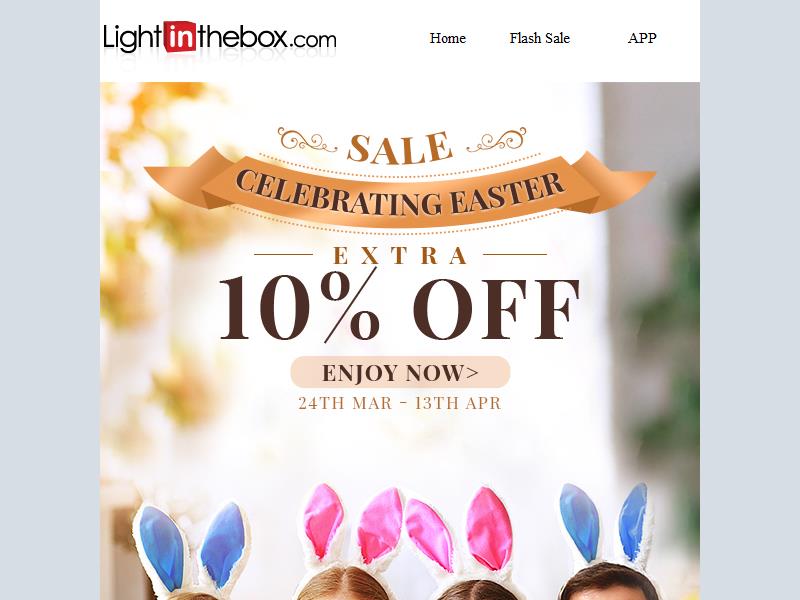 Lightinthebox.com
Home Flash Sale APP
SALE
CELEBRATING EASTER
EXTRA
10% OFF
ENJOY NOW>
24TH MAR - 13TH APR